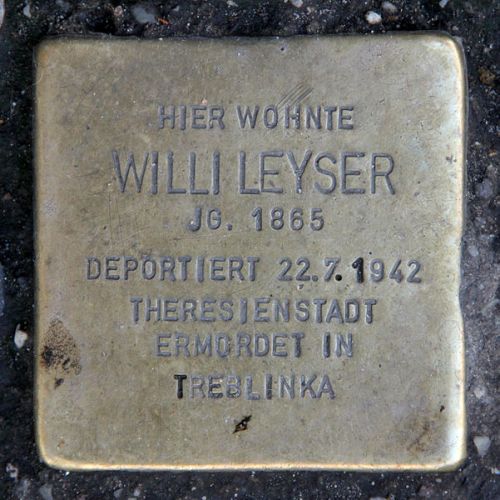 HIER WOHNTE
WILLI LEYSER
JG. 1865
DEPORTIERT 22.7.1942
THERESIENSTADT
ERMORDET IN
TREBLINKA